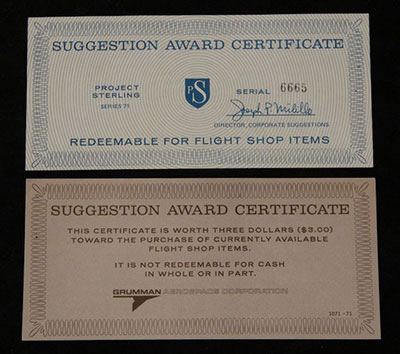 SUGGESTION AWARD CERTIFICATE
PROJECT
STERLING
SERIES 71
PS
SERIAL 6665
Joseph P. Milillo
DIRECTOR, CORPORATE SUGGESTIONS
REDEEMABLE FOR FLIGHT SHOP ITEMS
SUGGESTION AWARD CERTIFICATE
THIS CERTIFICATE IS WORTH THREE DOLLARS ($3.00)
TOWARD THE PURCHASE OF CURRENTLY AVAILABLE
FLIGHT SHOP ITEMS.
IT IS NOT REDEEMABLE FOR CASH
IN WHOLE OR IN PART.
GRUMMAN AEROSPACE CORPORATION
1071 - 71